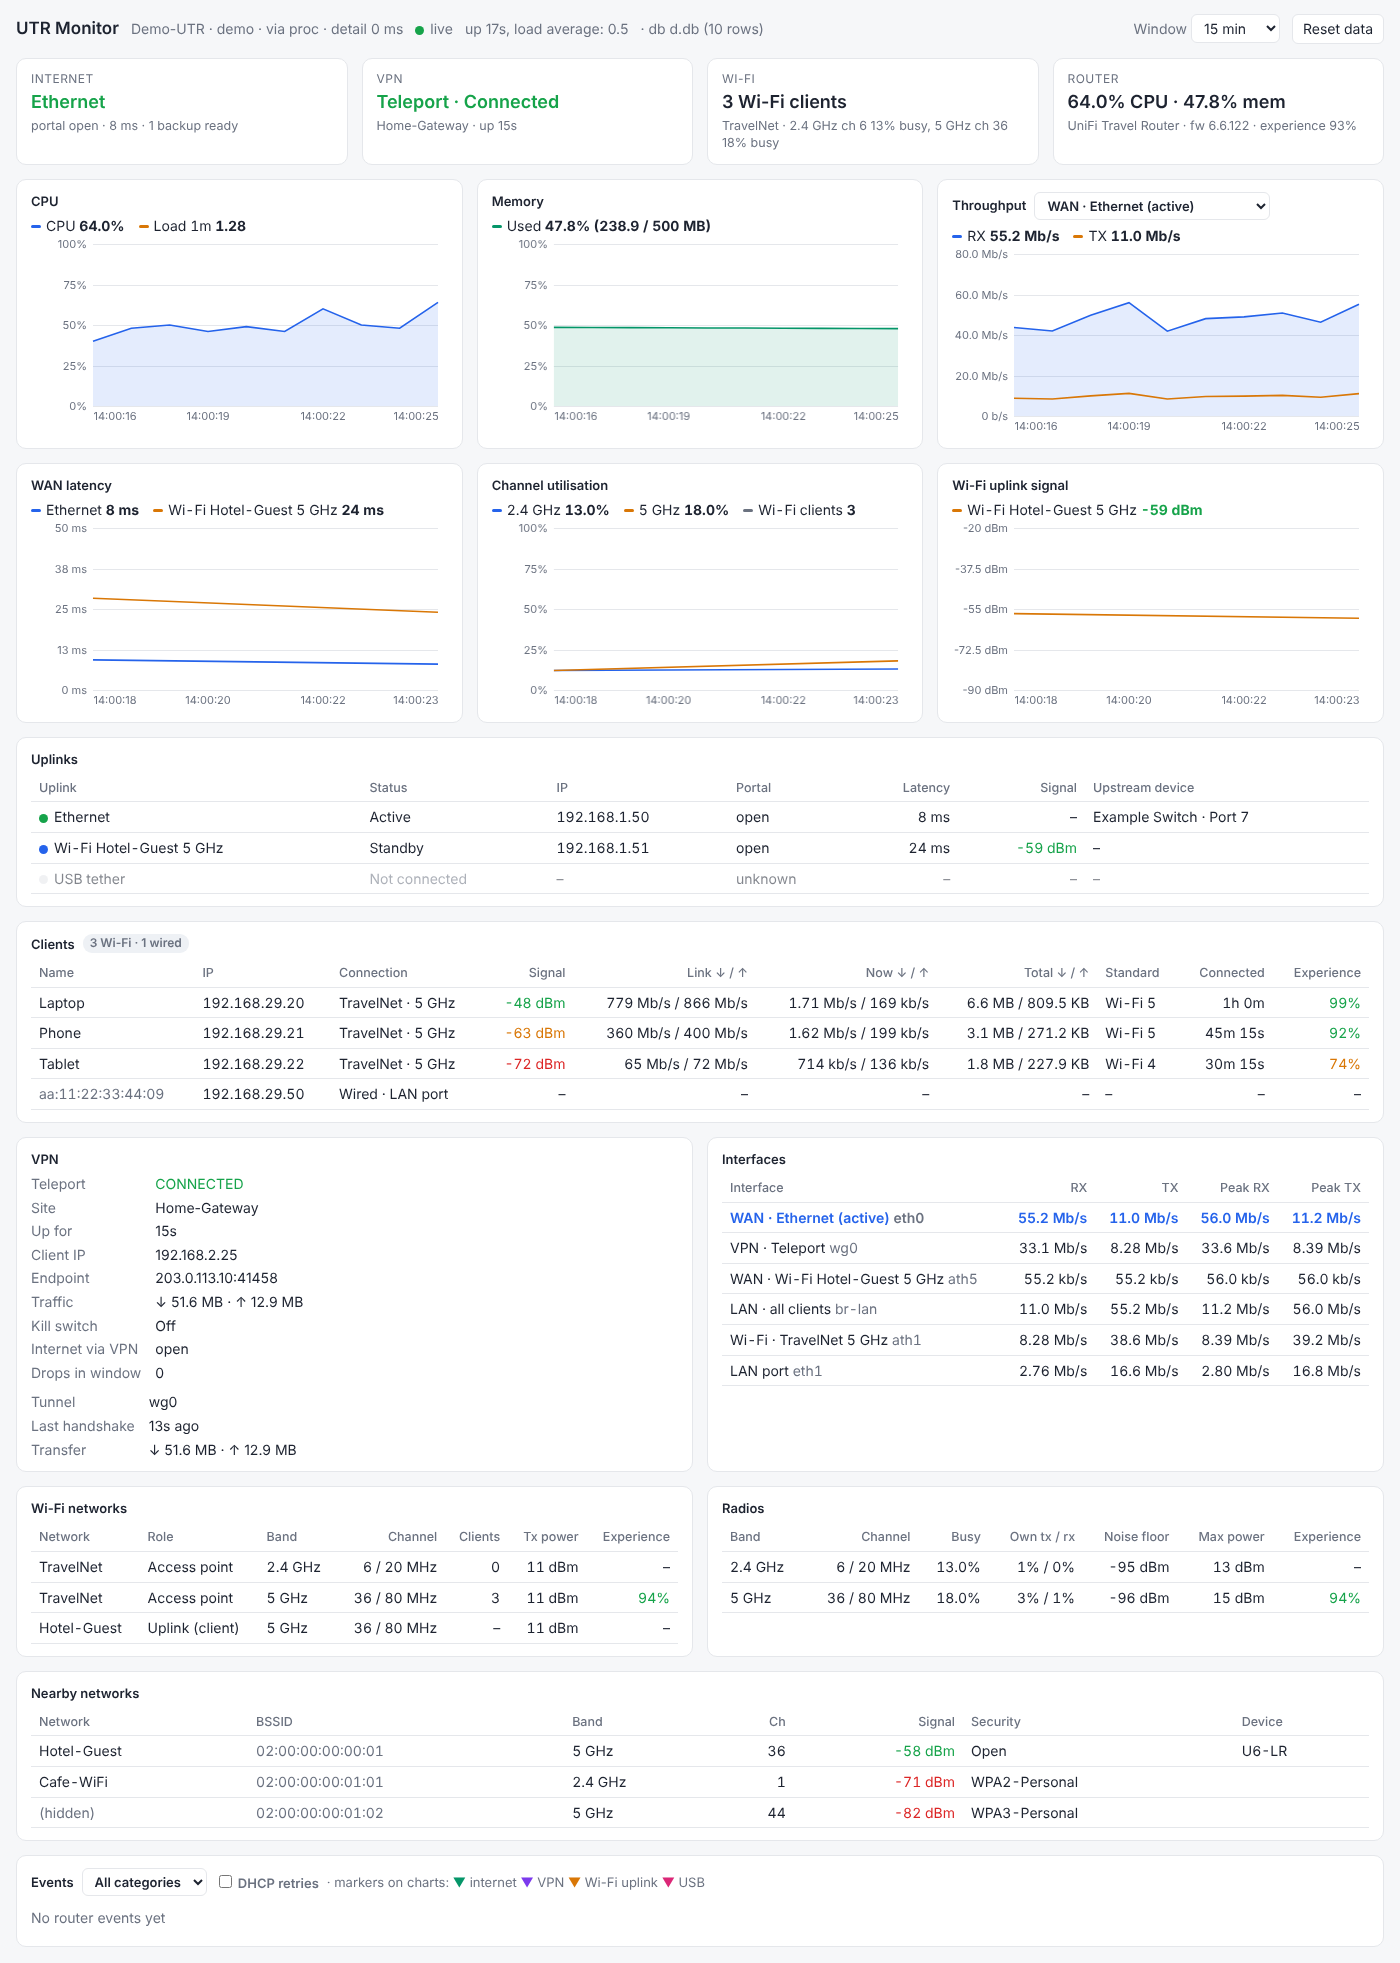 UTR Monitor Demo-UTR · demo · via proc · detail 0 ms live up 17s, load average: 0.5 · db d.db (10 rows) Window 15 min Reset data
INTERNET
Ethernet
portal open · 8 ms · 1 backup ready
VPN
Teleport · Connected
Home-Gateway · up 15s
WI-FI
3 Wi-Fi clients
TravelNet · 2.4 GHz ch 6 13% busy, 5 GHz ch 36
18% busy
ROUTER
64.0% CPU · 47.8% mem
UniFi Travel Router · fw 6.6.122 · experience 93%
CPU
CPU 64.0% Load 1m 1.28
100%
75%
50%
25%
0%
14:00:16 14:00:19 14:00:22 14:00:25
Memory
Used 47.8% (238.9 / 500 MB)
100%
75%
50%
25%
0%
14:00:16 14:00:19 14:00:22 14:00:25
Throughput WAN · Ethernet (active)
RX 55.2 Mb/s TX 11.0 Mb/s
80.0 Mb/s
60.0 Mb/s
40.0 Mb/s
20.0 Mb/s
0 b/s
14:00:16 14:00:19 14:00:22 14:00:25
WAN latency
Ethernet 8 ms Wi-Fi Hotel-Guest 5 GHz 24 ms
50 ms
38 ms
25 ms
13 ms
0 ms
14:00:18 14:00:20 14:00:22 14:00:23
Channel utilisation
2.4 GHz 13.0% 5 GHz 18.0% Wi-Fi clients 3
100%
75%
50%
25%
0%
14:00:18 14:00:20 14:00:22 14:00:23
Wi-Fi uplink signal
Wi-Fi Hotel-Guest 5 GHz -59 dBm
-20 dBm
-37.5 dBm
-55 dBm
-72.5 dBm
-90 dBm
14:00:18 14:00:20 14:00:22 14:00:23
Uplinks
Uplink Status IP Portal Latency Signal Upstream device
Ethernet Active 192.168.1.50 open 8 ms – Example Switch · Port 7
Wi-Fi Hotel-Guest 5 GHz Standby 192.168.1.51 open 24 ms -59 dBm –
USB tether Not connected – unknown – – –
Clients 3 Wi-Fi · 1 wired
Name IP Connection Signal Link ↓ / ↑ Now ↓ / ↑ Total ↓ / ↑ Standard Connected Experience
Laptop 192.168.29.20 TravelNet · 5 GHz -48 dBm 779 Mb/s / 866 Mb/s 1.71 Mb/s / 169 kb/s 6.6 MB / 809.5 KB Wi-Fi 5 1h 0m 99%
Phone 192.168.29.21 TravelNet · 5 GHz -63 dBm 360 Mb/s / 400 Mb/s 1.62 Mb/s / 199 kb/s 3.1 MB / 271.2 KB Wi-Fi 5 45m 15s 92%
Tablet 192.168.29.22 TravelNet · 5 GHz -72 dBm 65 Mb/s / 72 Mb/s 714 kb/s / 136 kb/s 1.8 MB / 227.9 KB Wi-Fi 4 30m 15s 74%
aa:11:22:33:44:09 192.168.29.50 Wired · LAN port – – – – – – –
VPN
Teleport CONNECTED
Site Home-Gateway
Up for 15s
Client IP 192.168.2.25
Endpoint 203.0.113.10:41458
Traffic ↓ 51.6 MB · ↑ 12.9 MB
Kill switch Off
Internet via VPN open
Drops in window 0
Tunnel wg0
Last handshake 13s ago
Transfer ↓ 51.6 MB · ↑ 12.9 MB
Interfaces
Interface RX TX Peak RX Peak TX
WAN · Ethernet (active) eth0 55.2 Mb/s 11.0 Mb/s 56.0 Mb/s 11.2 Mb/s
VPN · Teleport wg0 33.1 Mb/s 8.28 Mb/s 33.6 Mb/s 8.39 Mb/s
WAN · Wi-Fi Hotel-Guest 5 GHz ath5 55.2 kb/s 55.2 kb/s 56.0 kb/s 56.0 kb/s
LAN · all clients br-lan 11.0 Mb/s 55.2 Mb/s 11.2 Mb/s 56.0 Mb/s
Wi-Fi · TravelNet 5 GHz ath1 8.28 Mb/s 38.6 Mb/s 8.39 Mb/s 39.2 Mb/s
LAN port eth1 2.76 Mb/s 16.6 Mb/s 2.80 Mb/s 16.8 Mb/s
Wi-Fi networks
Network Role Band Channel Clients Tx power Experience
TravelNet Access point 2.4 GHz 6 / 20 MHz 0 11 dBm –
TravelNet Access point 5 GHz 36 / 80 MHz 3 11 dBm 94%
Hotel-Guest Uplink (client) 5 GHz 36 / 80 MHz – 11 dBm –
Radios
Band Channel Busy Own tx / rx Noise floor Max power Experience
2.4 GHz 6 / 20 MHz 13.0% 1% / 0% -95 dBm 13 dBm –
5 GHz 36 / 80 MHz 18.0% 3% / 1% -96 dBm 15 dBm 94%
Nearby networks
Network BSSID Band Ch Signal Security Device
Hotel-Guest 02:00:00:00:00:01 5 GHz 36 -58 dBm Open U6-LR
Cafe-WiFi 02:00:00:00:01:01 2.4 GHz 1 -71 dBm WPA2-Personal
(hidden) 02:00:00:00:01:02 5 GHz 44 -82 dBm WPA3-Personal
Events All categories DHCP retries · markers on charts: ▼ internet ▼ VPN ▼ Wi-Fi uplink ▼ USB
No router events yet